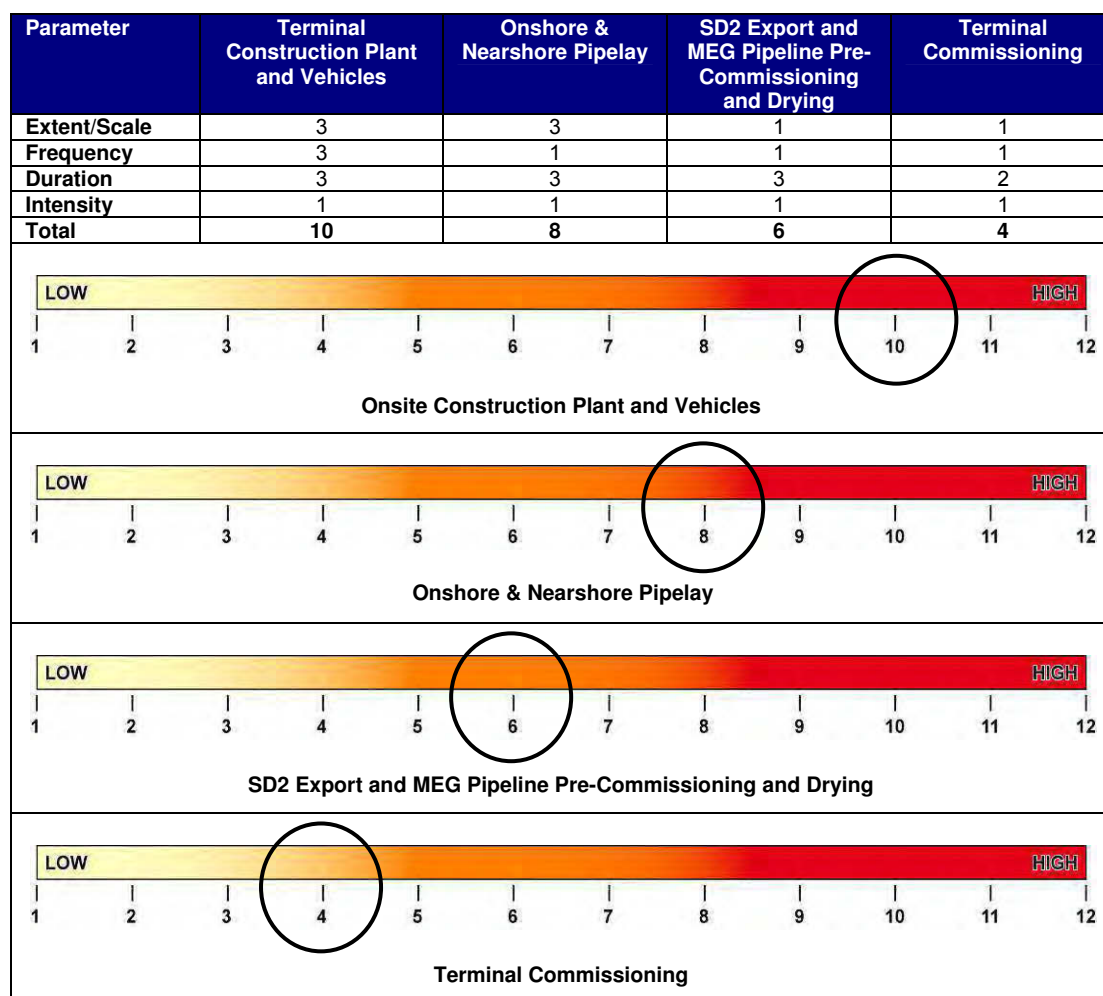 Parameter Terminal Construction Plant and Vehicles Onshore & Nearshore Pipelay SD2 Export and MEG Pipeline Pre-Commissioning and Drying Terminal Commissioning
Extent/Scale 3 3 1 1
Frequency 3 1 1 1
Duration 3 3 3 2
Intensity 1 1 1 1
Total 10 8 6 4
LOW HIGH
1 2 3 4 5 6 7 8 9 10 11 12
Onsite Construction Plant and Vehicles
LOW HIGH
1 2 3 4 5 6 7 8 9 10 11 12
Onshore & Nearshore Pipelay
LOW HIGH
1 2 3 4 5 6 7 8 9 10 11 12
SD2 Export and MEG Pipeline Pre-Commissioning and Drying
LOW HIGH
1 2 3 4 5 6 7 8 9 10 11 12
Terminal Commissioning